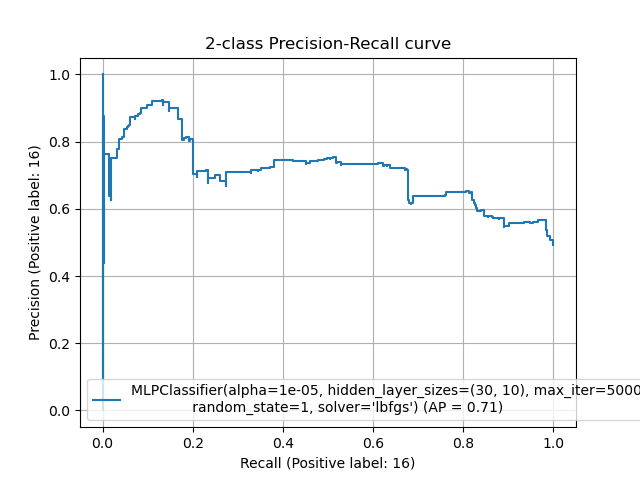 2-class Precision-Recall curve
1.0
0.8
0.6
0.4
0.2
0.0
Precision (Positive label: 16)
MLPClassifier(alpha=1e-05, hidden_layer_sizes=(30, 10), max_iter=5000
random_state=1, solver='lbfgs') (AP = 0.71)
0.0 0.2 0.4 0.6 0.8 1.0
Recall (Positive label: 16)